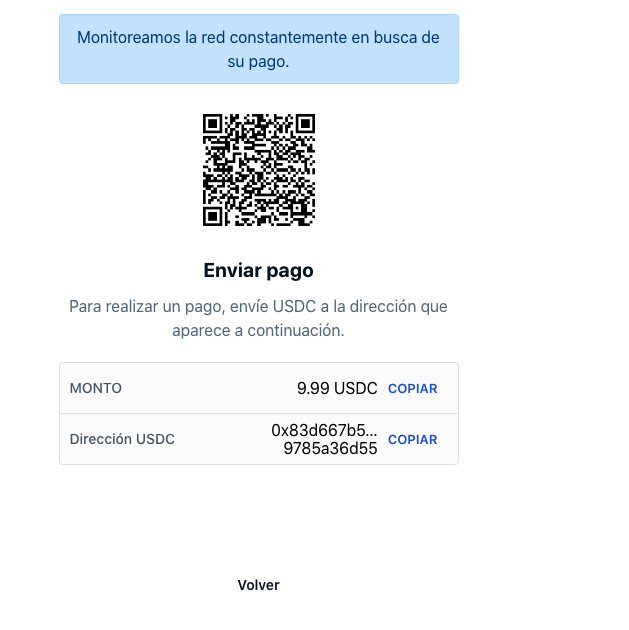 Monitoreamos la red constantemente en busca de
su pago.
Enviar pago
Para realizar un pago, envíe USDC a la dirección que
aparece a continuación.
MONTO 9.99 USDC COPIAR
Dirección USDC 0x83d667b5...
9785a36d55 COPIAR
Volver